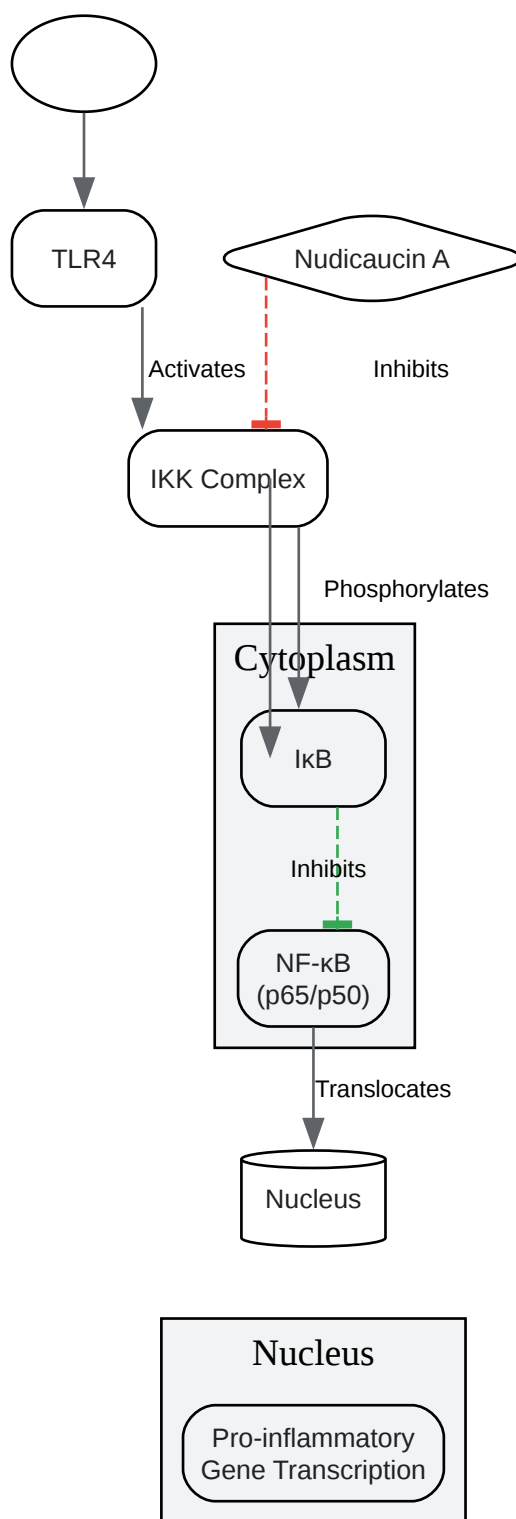 TLR4
Nudicaucin A
Activates
Inhibits
IKK Complex
Phosphorylates
Cytoplasm
IκB
Inhibits
NF-κB
(p65/p50)
Translocates
Nucleus
Nucleus
Pro-inflammatory
Gene Transcription